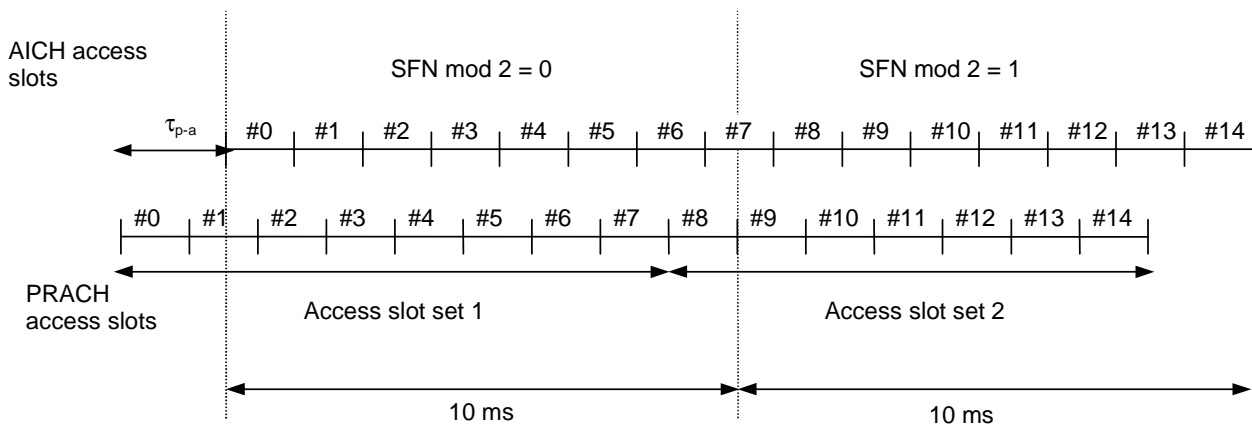 AICH access
slots
SFN mod 2 = 0
SFN mod 2 = 1
τp-a
#0 #1 #2 #3 #4 #5 #6 #7 #8 #9 #10 #11 #12 #13 #14
#0 #1 #2 #3 #4 #5 #6 #7 #8 #9 #10 #11 #12 #13 #14
PRACH
access slots
Access slot set 1
Access slot set 2
10 ms
10 ms